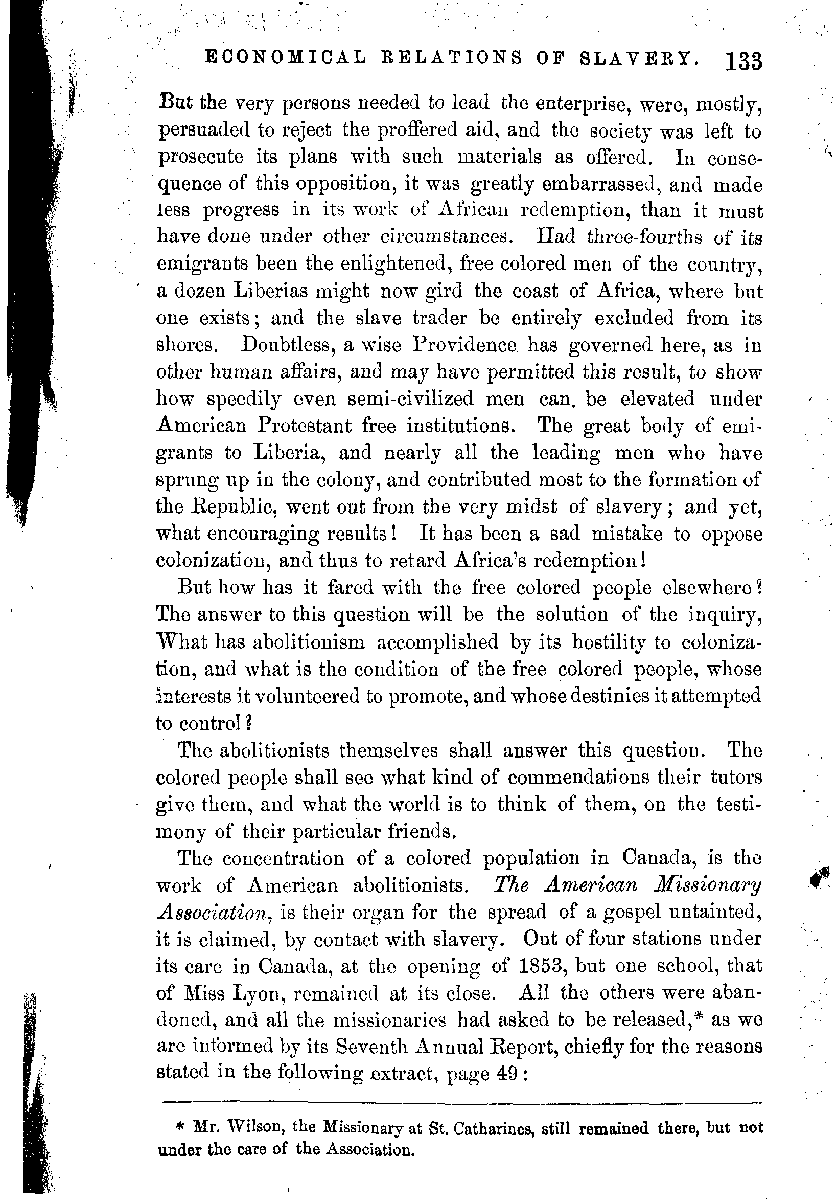 ECONOMICAL RELATIONS OF SLAVERY. 133
But the very persons needed to lead the enterprise, were, mostly,
persuaded to reject the proffered aid, and the society was left to
prosecute its plans with such materials as offered. In conse-
quence of this opposition, it was greatly embarrassed, and made
less progress in its work of African redemption, than it must
have done under other circumstances. Had three-fourths of its
emigrants been the enlightened, free colored men of the country,
a dozen Liberias might now gird the coast of Africa, where but
one exists; and the slave trader be entirely excluded from its
shores. Doubtless, a wise Providence has governed here, as in
other human affairs, and may have permitted this result, to show
how speedily even semi-civilized men can. be elevated under
American Protestant free institutions. The great body of emi-
grants to Liberia, and nearly all the leading men who have
sprung up in the colony, and contributed most to the formation of
the Republic, went out from the very midst of slavery; and yet,
what encouraging results! It has been a sad mistake to oppose
colonization, and thus to retard Africa's redemption!
But how has it fared with the free colored people elsewhere?
The answer to this question will be the solution of the inquiry,
What has abolitionism accomplished by its hostility to coloniza-
tion, and what is the condition of the free colored people, whose
interests it volunteered to promote, and whose destinies it attempted
to control?
The abolitionists themselves shall answer this question. The
colored people shall see what kind of commendations their tutors
give them, and what the world is to think of them, on the testi-
mony of their particular friends.
The concentration of a colored population in Canada, is the
work of American abolitionists. The American Missionary
Association, is their organ for the spread of a gospel untainted,
it is claimed, by contact with slavery. Out of four stations under
its care in Canada, at the opening of 1853, but one school, that
of Miss Lyon, remained at its close. All the others were aban-
doned, and all the missionaries had asked to be released,* as we
are informed by its Seventh Annual Report, chiefly for the reasons
stated in the following extract, page 49:
* Mr. Wilson, the Missionary at St. Catharines, still remained there, but not
under the care of the Association.